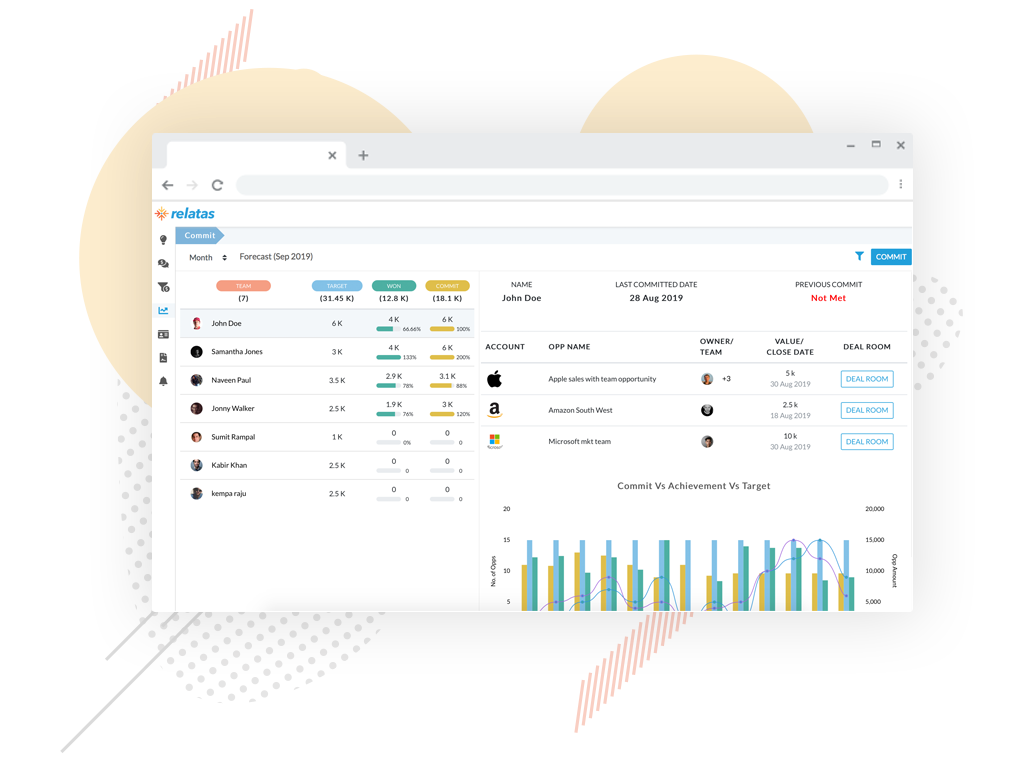 relatas
Commit
Month Forecast (Sep 2019) COMMIT
TEAM TARGET WON COMMIT
(7) (31.45 K) (12.8 K) (18.1 K)
John Doe 6 K 4 K 66.66% 6 K 100%
Samantha Jones 3 K 4 K 133% 6 K 200%
Naveen Paul 3.5 K 2.9 K 78% 3.1 K 88%
Jonny Walker 2.5 K 1.9 K 76% 3 K 120%
Sumit Rampal 1 K 0 0% 0 0
Kabir Khan 2.5 K 0 0 0 0
kempa raju 2.5 K 0 0 0 0
NAME LAST COMMITTED DATE PREVIOUS COMMIT
John Doe 28 Aug 2019 Not Met
ACCOUNT OPP NAME OWNER/ TEAM VALUE/ CLOSE DATE DEAL ROOM
Apple sales with team opportunity +3 5 k 30 Aug 2019 DEAL ROOM
a Amazon South West 2.5 k 18 Aug 2019 DEAL ROOM
Microsoft mkt team 10 k 30 Aug 2019 DEAL ROOM
Commit Vs Achievement Vs Target
20 20,000
15 15,000
10 10,000
5 5,000
No. of Opps
Opp Amount